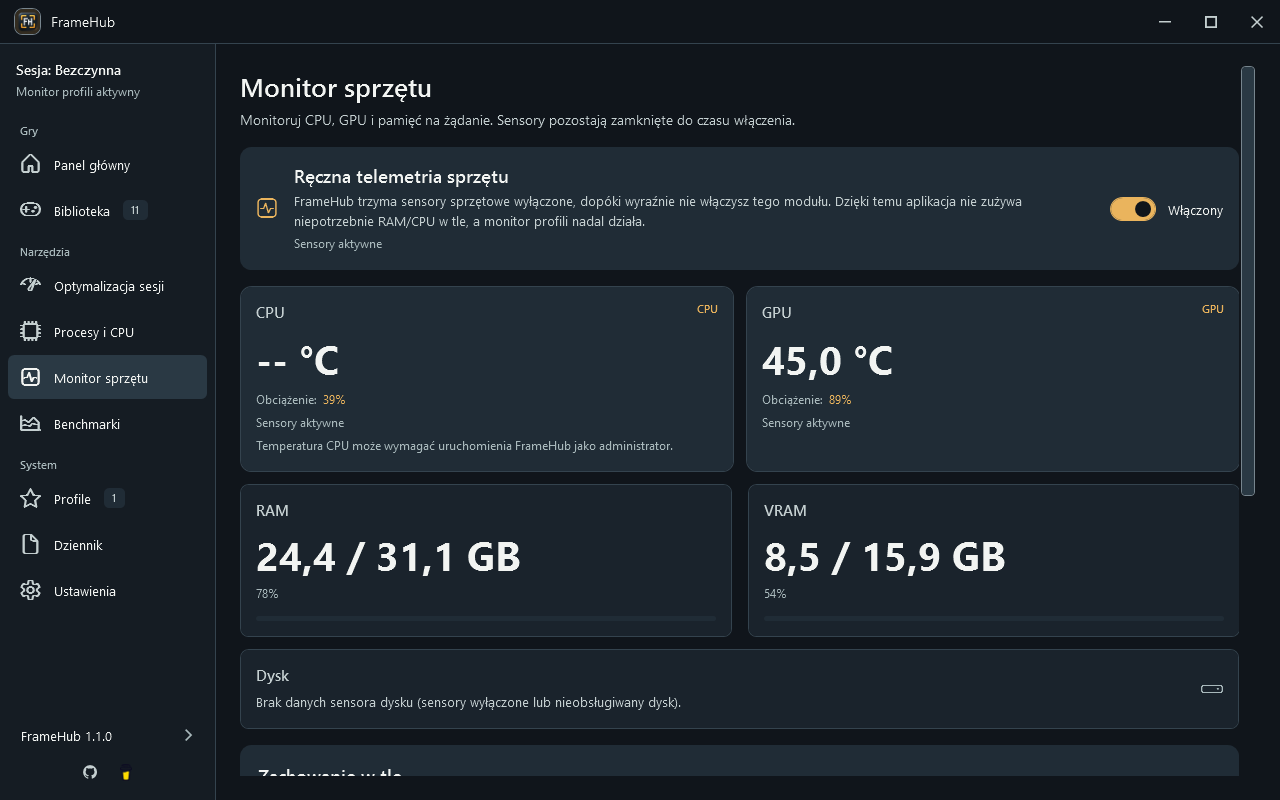 FrameHub
Sesja: Bezczynna
Monitor profili aktywny
Gry
Panel główny
Biblioteka 11
Narzędzia
Optymalizacja sesji
Procesy i CPU
Monitor sprzętu
Benchmarki
System
Profile 1
Dziennik
Ustawienia
FrameHub 1.1.0
Monitor sprzętu
Monitoruj CPU, GPU i pamięć na żądanie. Sensory pozostają zamknięte do czasu włączenia.
Ręczna telemetria sprzętu
FrameHub trzyma sensory sprzętowe wyłączone, dopóki wyraźnie nie włączysz tego modułu. Dzięki temu aplikacja nie zużywa
niepotrzebnie RAM/CPU w tle, a monitor profili nadal działa.
Sensory aktywne
Włączony
CPU CPU
-- °C
Obciążenie: 39%
Sensory aktywne
Temperatura CPU może wymagać uruchomienia FrameHub jako administrator.
GPU GPU
45,0 °C
Obciążenie: 89%
Sensory aktywne
RAM
24,4 / 31,1 GB
78%
VRAM
8,5 / 15,9 GB
54%
Dysk
Brak danych sensora dysku (sensory wyłączone lub nieobsługiwany dysk).
Zachowanie w tle